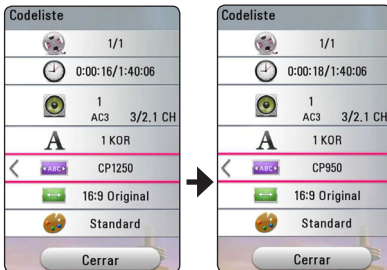 Codeliste
1/1
0:00:16/1:40:06
1
AC3 3/2.1 CH
A
1 KOR
ABC
CP1250
16:9 Original
Standard
Cerrar
Codeliste
1/1
0:00:18/1:40:06
1
AC3 3/2.1 CH
A
1 KOR
ABC
CP950
16:9 Original
Standard
Cerrar